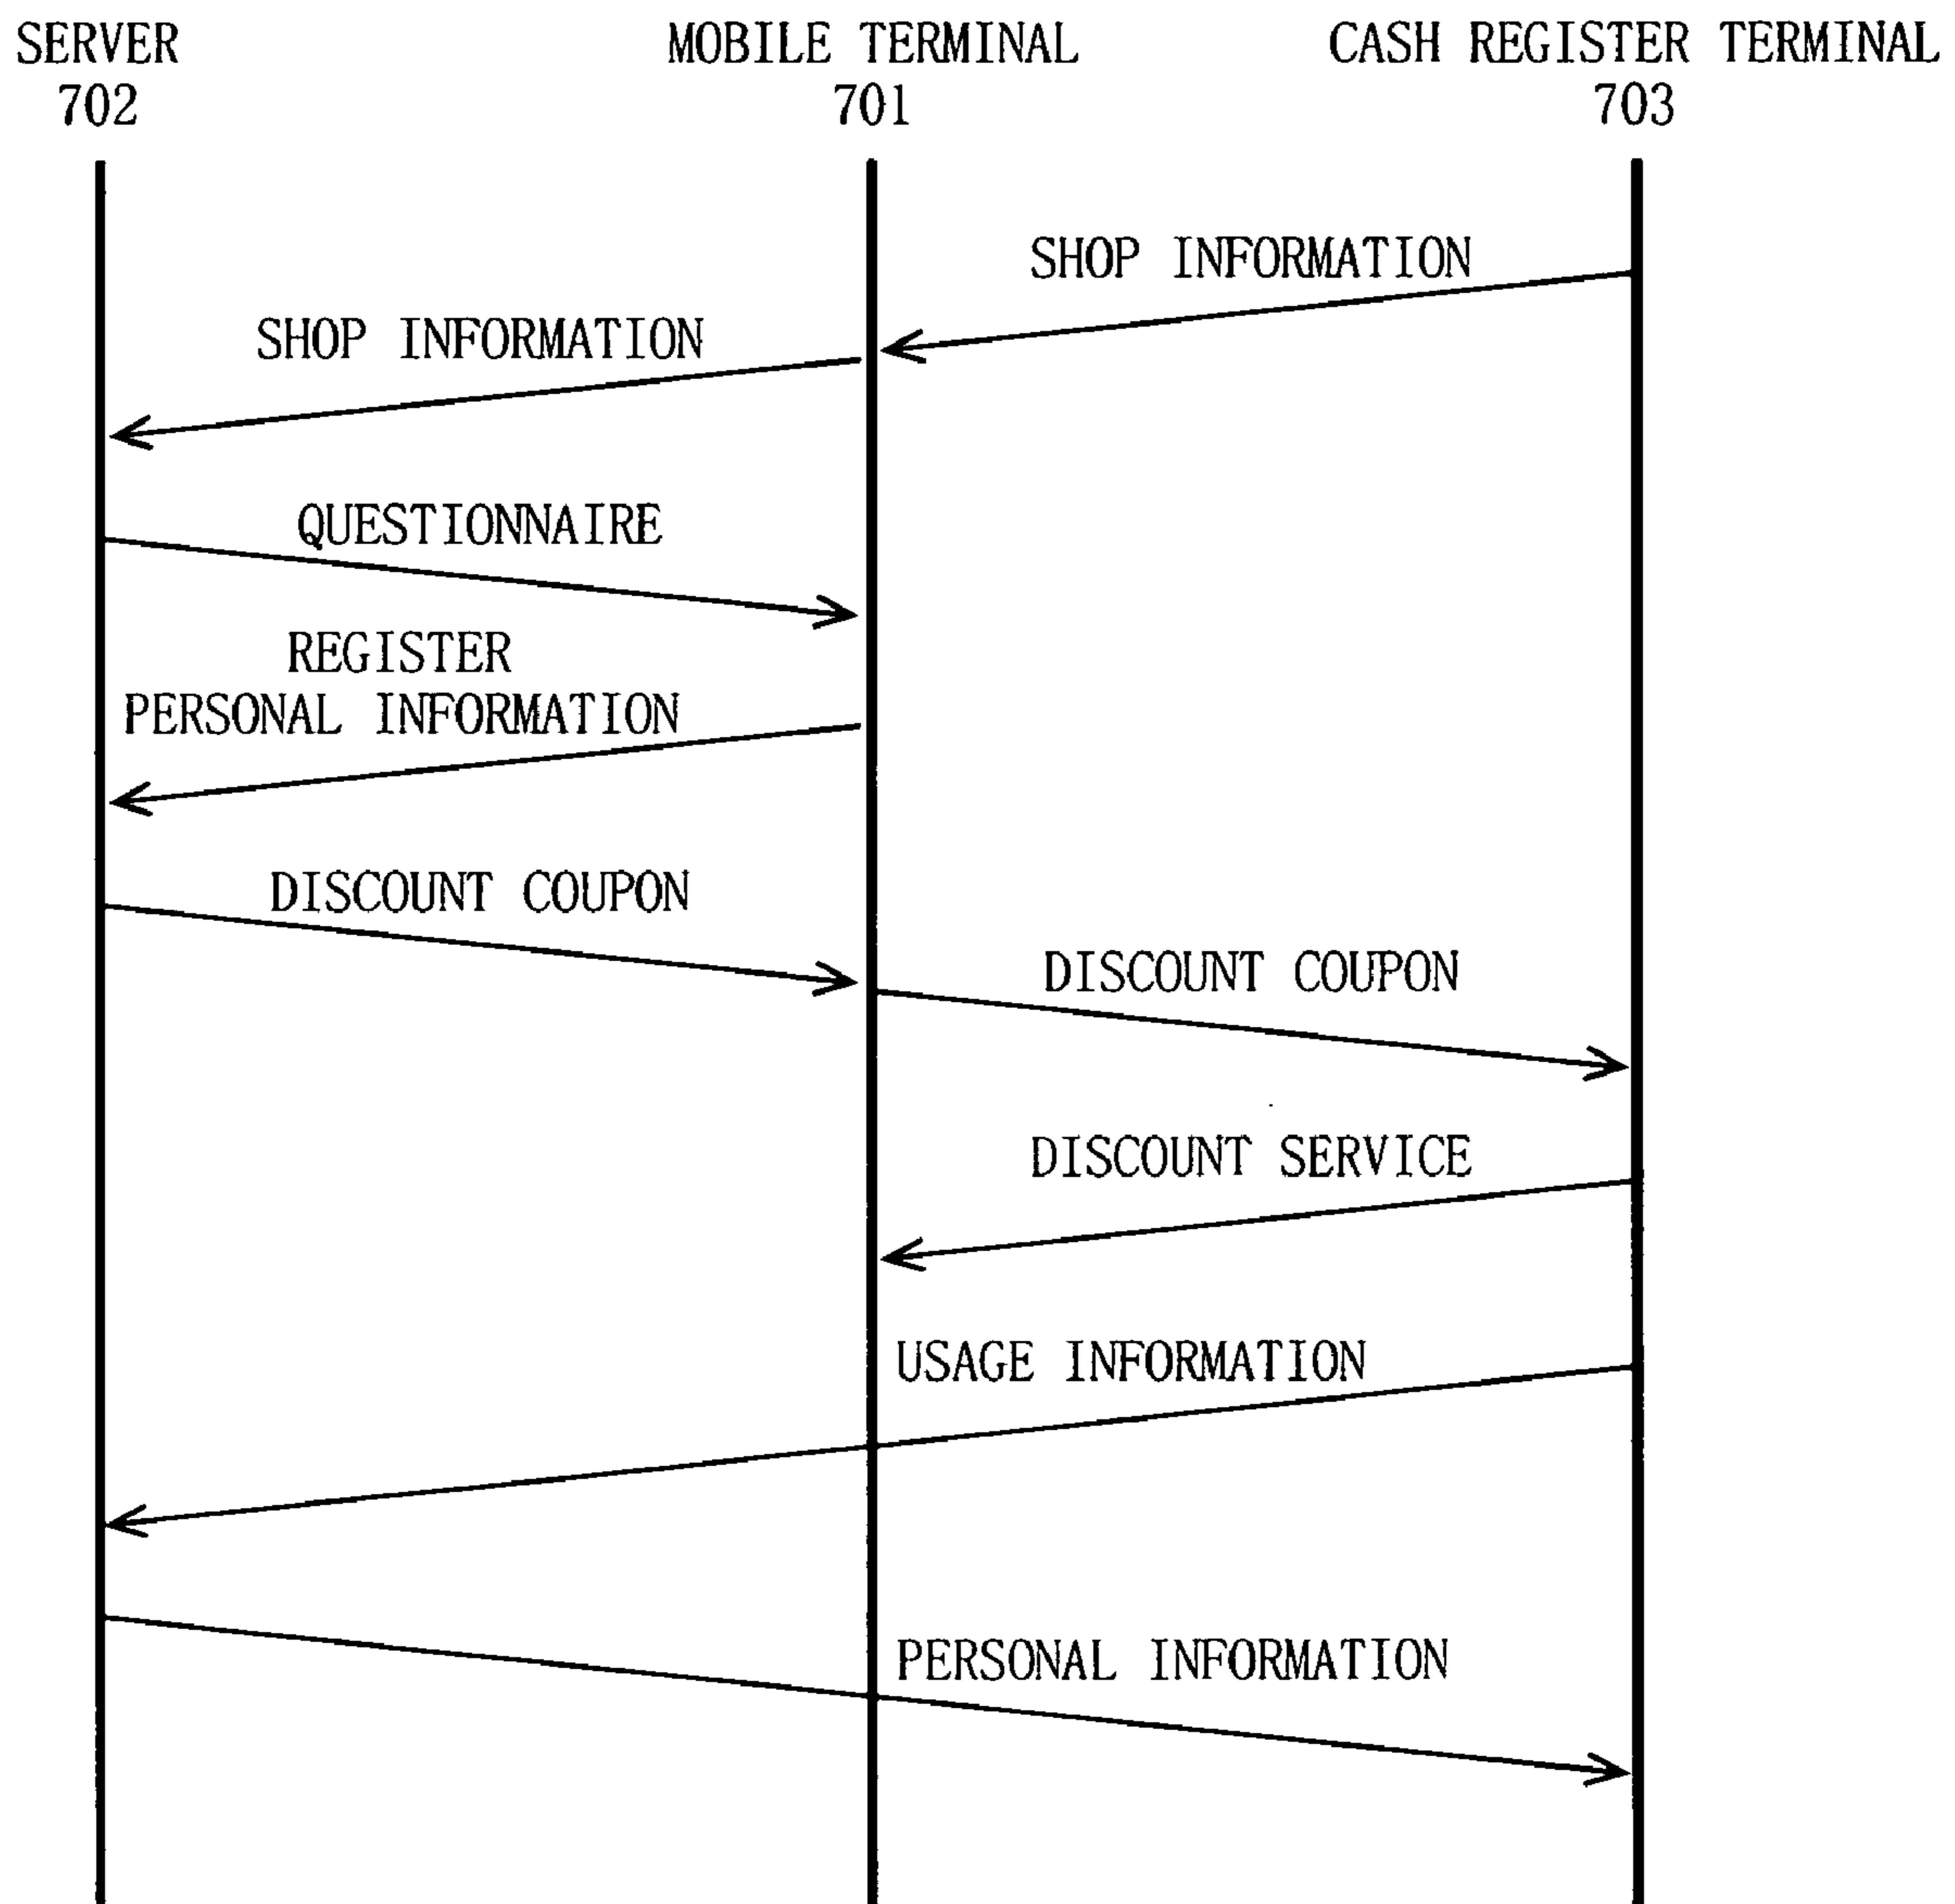 SERVER
702
MOBILE TERMINAL
701
CASH REGISTER TERMINAL
703
SHOP INFORMATION
SHOP INFORMATION
QUESTIONNAIRE
REGISTER
PERSONAL INFORMATION
DISCOUNT COUPON
DISCOUNT COUPON
DISCOUNT SERVICE
USAGE INFORMATION
PERSONAL INFORMATION